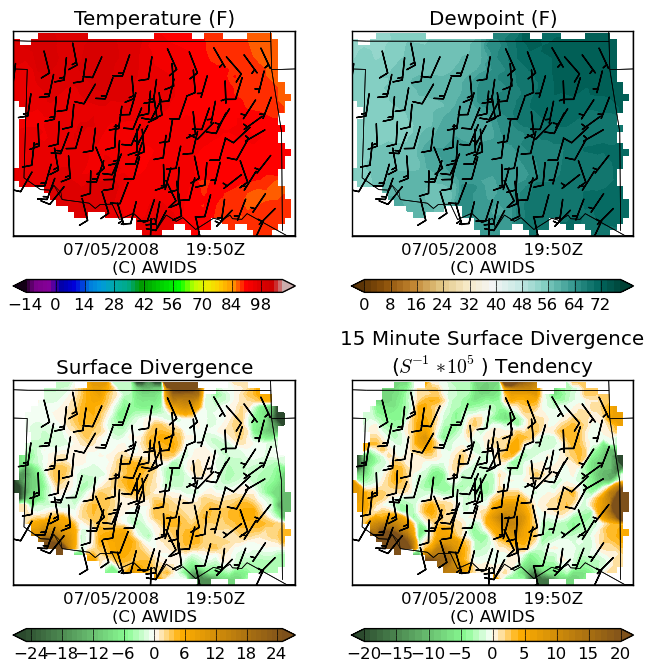 Temperature (F)
Dewpoint (F)
07/05/2008 19:50Z
(C) AWIDS
07/05/2008 19:50Z
(C) AWIDS
−14 0 14 28 42 56 70 84 98
0 8 16 24 32 40 48 56 64 72
Surface Divergence
15 Minute Surface Divergence
(S⁻¹ *10⁵ ) Tendency
07/05/2008 19:50Z
(C) AWIDS
07/05/2008 19:50Z
(C) AWIDS
−24−18−12 −6 0 6 12 18 24
−20−15−10 −5 0 5 10 15 20